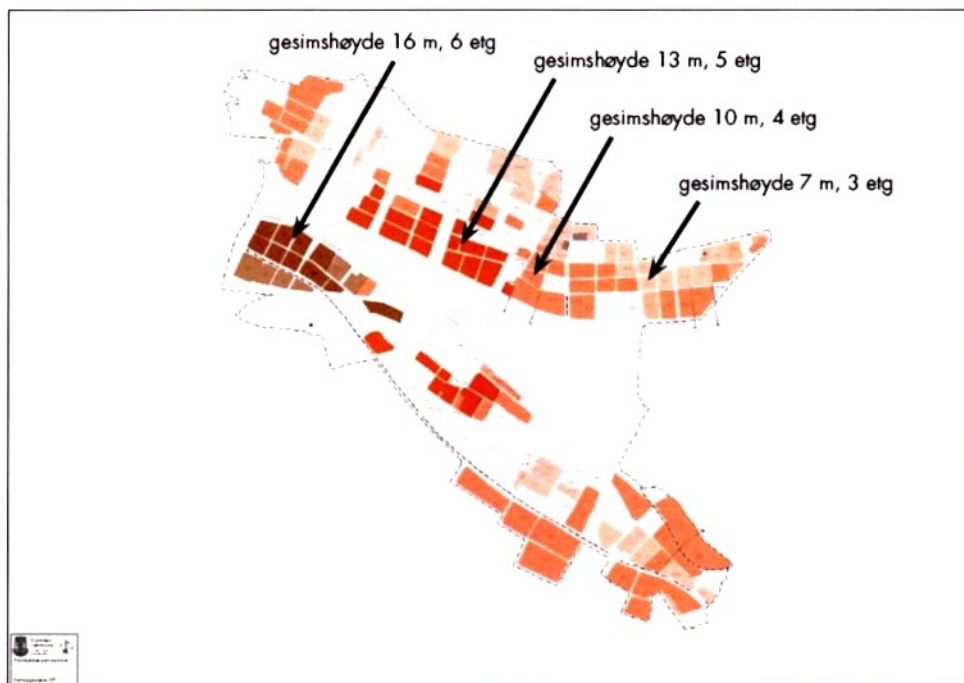 gesimshøyde 16 m, 6 etg
gesimshøyde 13 m, 5 etg
gesimshøyde 10 m, 4 etg
gesimshøyde 7 m, 3 etg